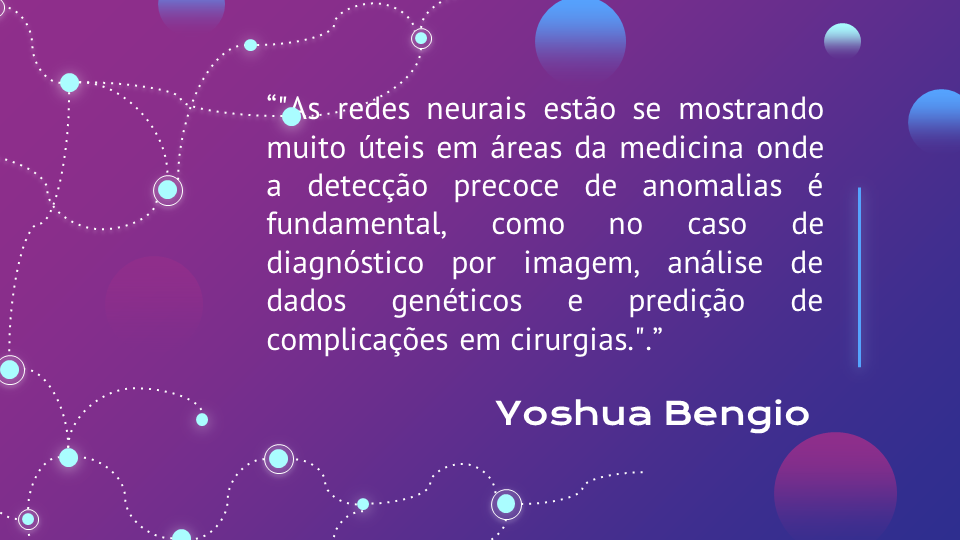 “"As redes neurais estão se mostrando
muito úteis em áreas da medicina onde
a detecção precoce de anomalias é
fundamental, como no caso de
diagnóstico por imagem, análise de
dados genéticos e predição de
complicações em cirurgias.".”
Yoshua Bengio